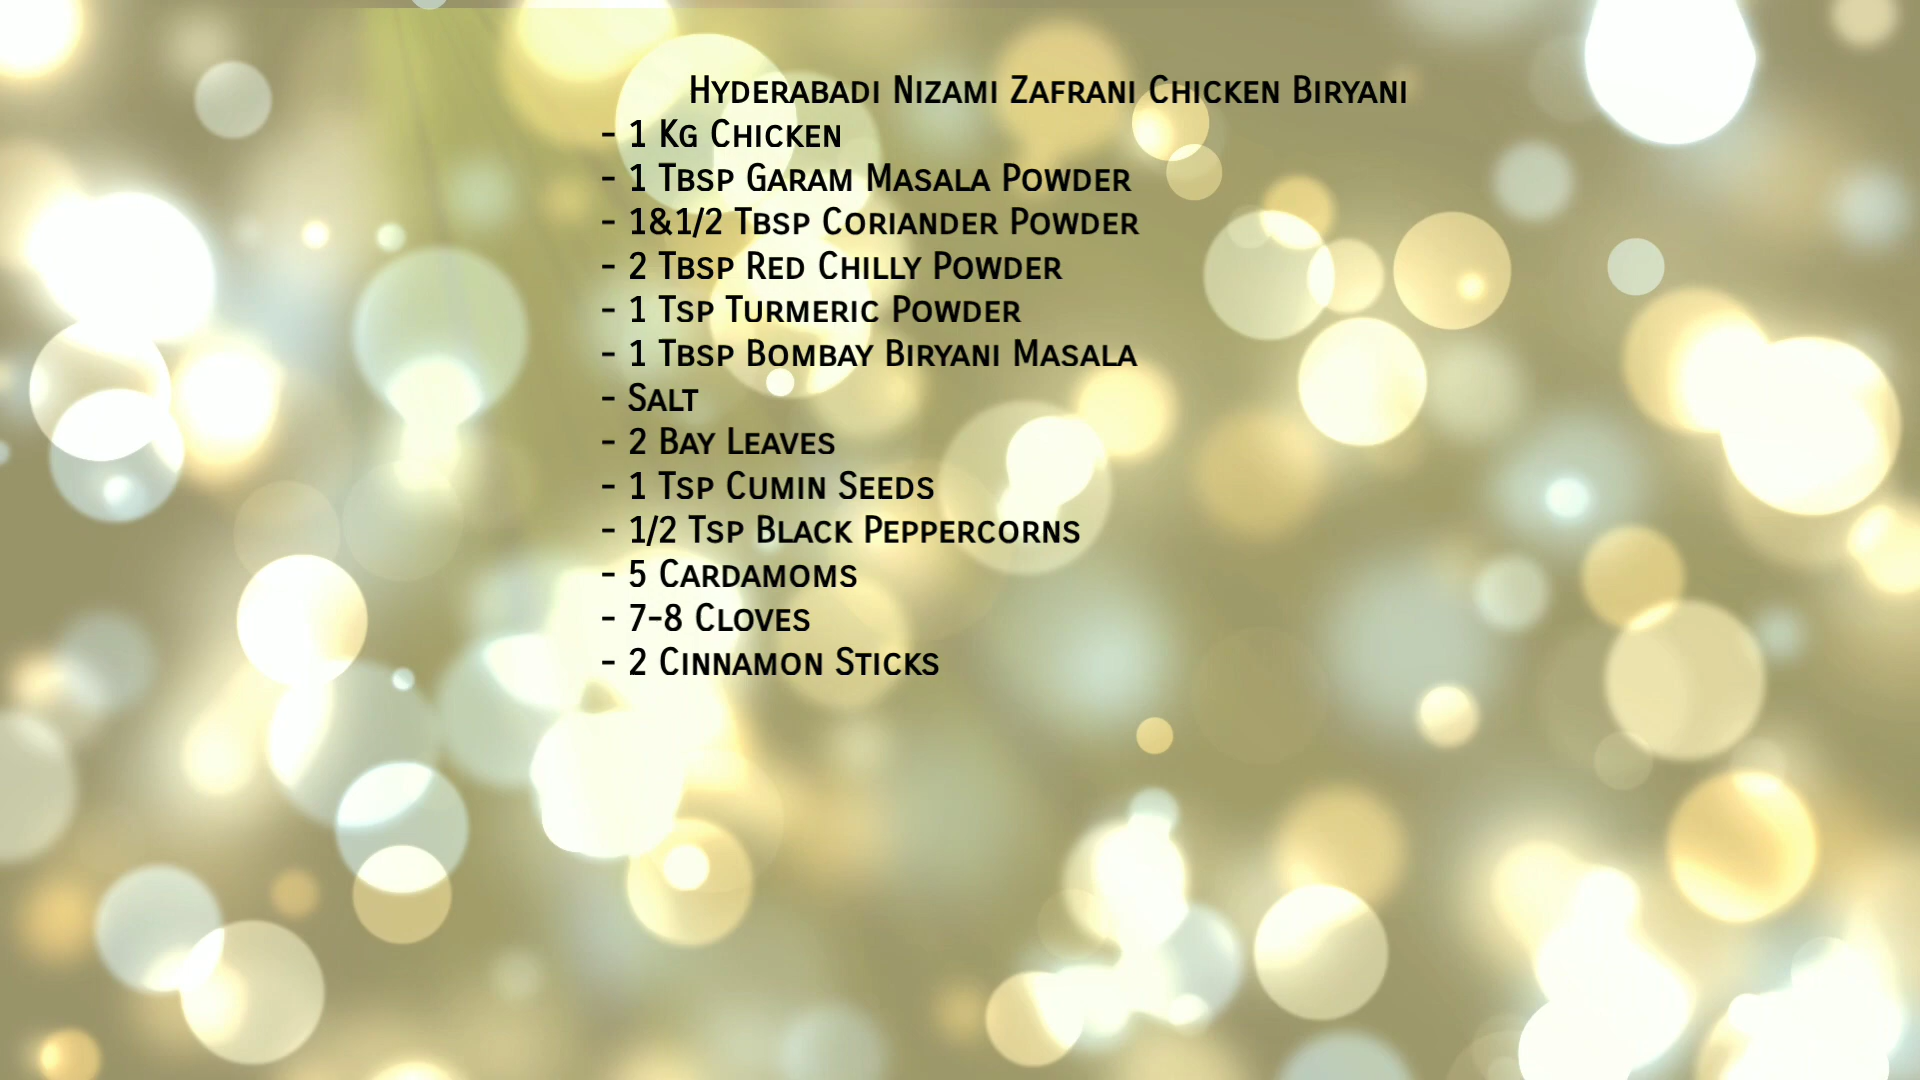 Hyderabadi Nizami Zafrani Chicken Biryani
- 1 Kg Chicken
- 1 Tbsp Garam Masala Powder
- 1&1/2 Tbsp Coriander Powder
- 2 Tbsp Red Chilly Powder
- 1 Tsp Turmeric Powder
- 1 Tbsp Bombay Biryani Masala
- Salt
- 2 Bay Leaves
- 1 Tsp Cumin Seeds
- 1/2 Tsp Black Peppercorns
- 5 Cardamoms
- 7-8 Cloves
- 2 Cinnamon Sticks